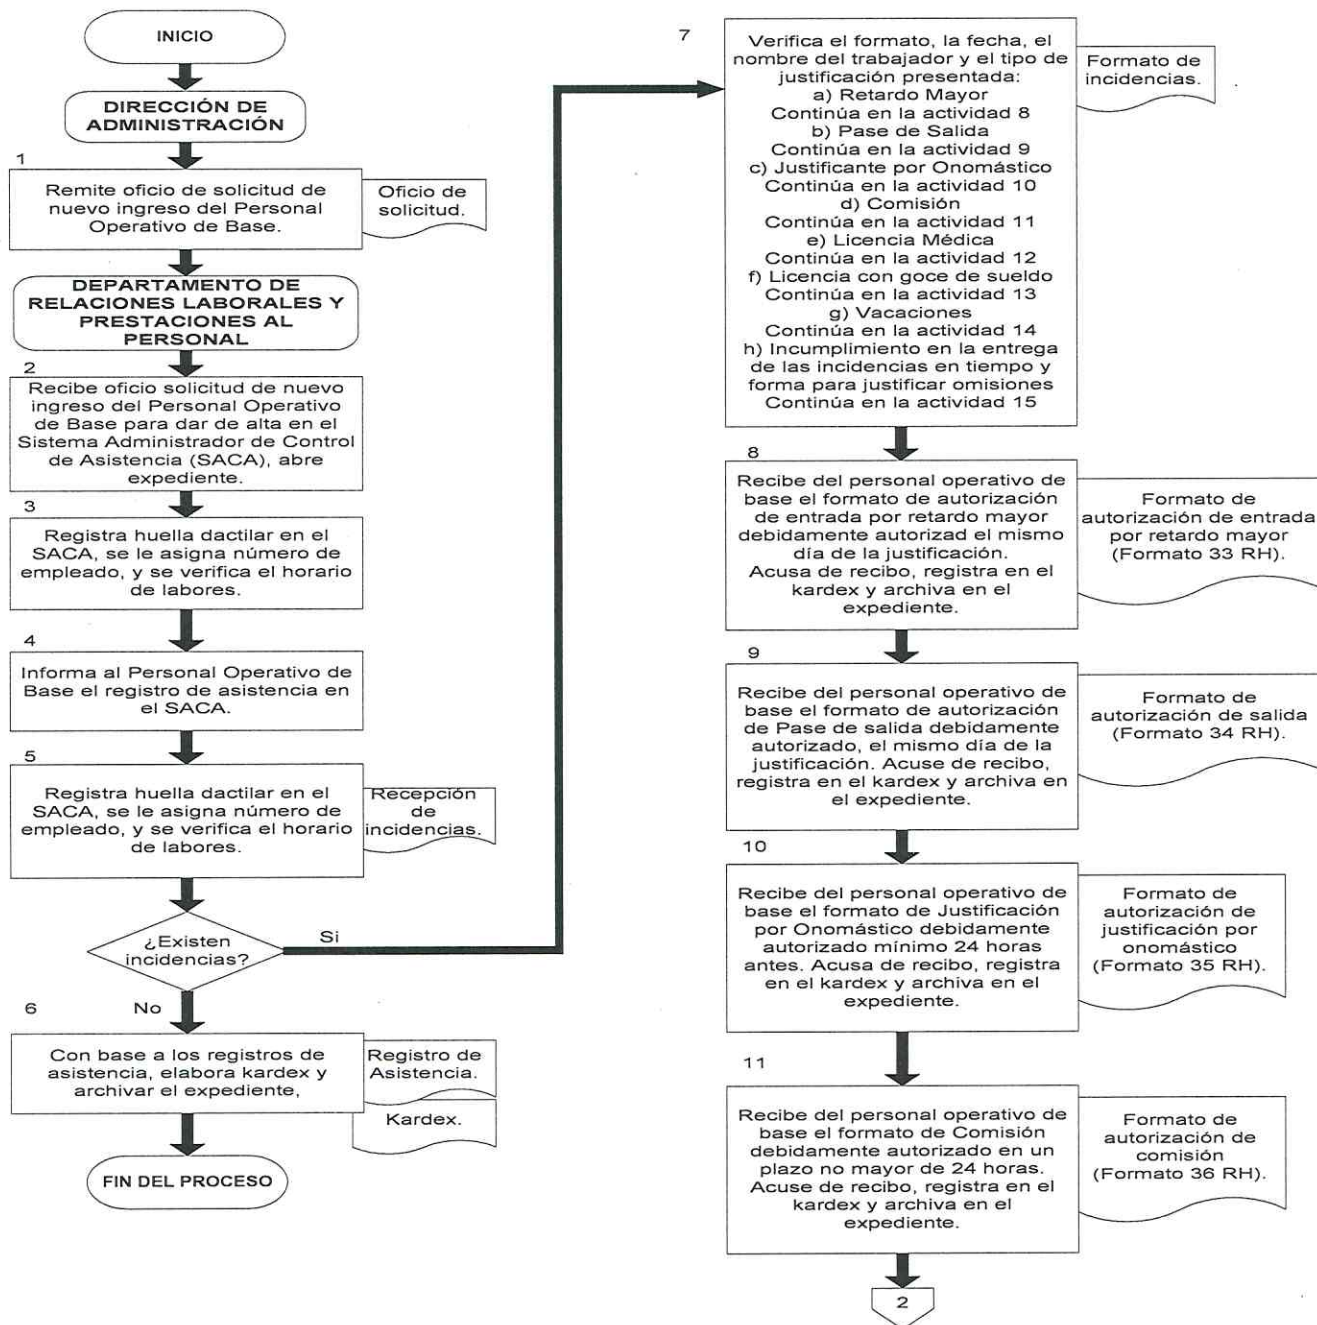 INICIO
DIRECCIÓN DE
ADMINISTRACIÓN
1
Remite oficio de solicitud de
nuevo ingreso del Personal
Operativo de Base.
Oficio de
solicitud.
DEPARTAMENTO DE
RELACIONES LABORALES Y
PRESTACIONES AL
PERSONAL
2
Recibe oficio solicitud de nuevo
ingreso del Personal Operativo
de Base para dar de alta en el
Sistema Administrador de Control
de Asistencia (SACA), abre
expediente.
3
Registra huella dactilar en el
SACA, se le asigna número de
empleado, y se verifica el horario
de labores.
4
Informa al Personal Operativo de
Base el registro de asistencia en
el SACA.
5
Registra huella dactilar en el
SACA, se le asigna número de
empleado, y se verifica el horario
de labores.
Recepción
de
incidencias.
¿Existen
incidencias?
Si
No
6
Con base a los registros de
asistencia, elabora kardex y
archivar el expediente,
Registro de
Asistencia.
Kardex.
FIN DEL PROCESO
7
Verifica el formato, la fecha, el
nombre del trabajador y el tipo de
justificación presentada:
a) Retardo Mayor
Continúa en la actividad 8
b) Pase de Salida
Continúa en la actividad 9
c) Justificante por Onomástico
Continúa en la actividad 10
d) Comisión
Continúa en la actividad 11
e) Licencia Médica
Continúa en la actividad 12
f) Licencia con goce de sueldo
Continúa en la actividad 13
g) Vacaciones
Continúa en la actividad 14
h) Incumplimiento en la entrega
de las incidencias en tiempo y
forma para justificar omisiones
Continúa en la actividad 15
Formato de
incidencias.
8
Recibe del personal operativo de
base el formato de autorización
de entrada por retardo mayor
debidamente autorizad el mismo
día de la justificación.
Acusa de recibo, registra en el
kardex y archiva en el
expediente.
Formato de
autorización de entrada
por retardo mayor
(Formato 33 RH).
9
Recibe del personal operativo de
base el formato de autorización
de Pase de salida debidamente
autorizado, el mismo día de la
justificación. Acuse de recibo,
registra en el kardex y archiva en
el expediente.
Formato de
autorización de salida
(Formato 34 RH).
10
Recibe del personal operativo de
base el formato de Justificación
por Onomástico debidamente
autorizado mínimo 24 horas
antes. Acusa de recibo, registra
en el kardex y archiva en el
expediente.
Formato de
autorización de
justificación por
onomástico
(Formato 35 RH).
11
Recibe del personal operativo de
base el formato de Comisión
debidamente autorizado en un
plazo no mayor de 24 horas.
Acuse de recibo, registra en el
kardex y archiva en el
expediente.
Formato de
autorización de
comisión
(Formato 36 RH).
2